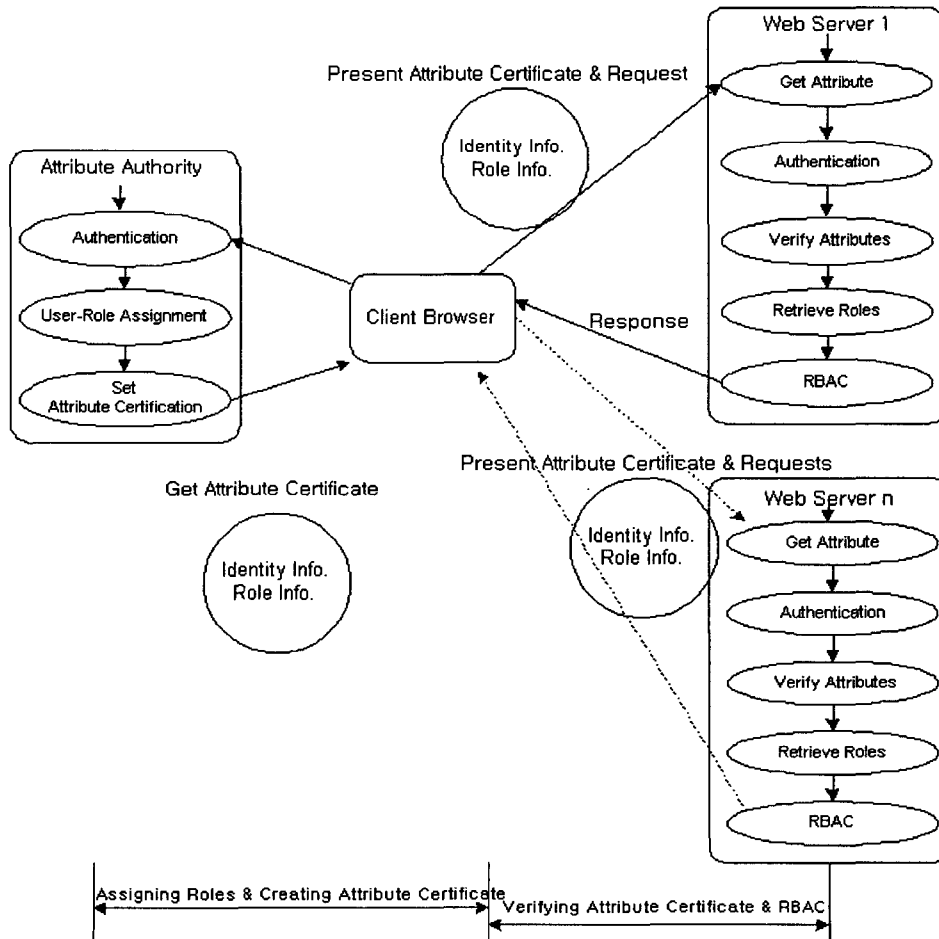 Web Server 1
Present Attribute Certificate & Request
Get Attribute
Identity Info.
Role Info.
Attribute Authority
Authentication
Authentication
Verify Attributes
User-Role Assignment
Client Browser
Response
Retrieve Roles
Set
Attribute Certification
RBAC
Present Attribute Certificate & Requests
Get Attribute Certificate
Web Server n
Identity Info.
Role Info.
Get Attribute
Identity Info.
Role Info.
Authentication
Verify Attributes
Retrieve Roles
RBAC
Assigning Roles & Creating Attribute Certificate
Verifying Attribute Certificate & RBAC